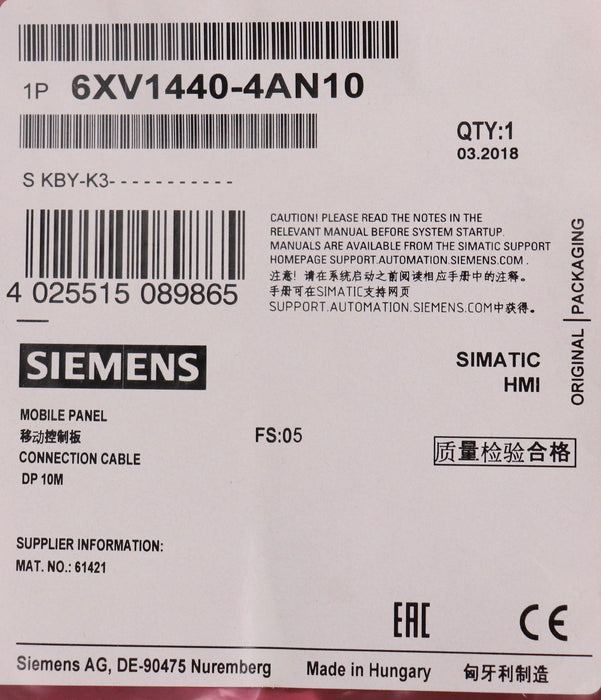 1P 6XV1440-4AN10
QTY:1
03.2018
S KBY-K3- - - - - - - - - - -
CAUTION! PLEASE READ THE NOTES IN THE
RELEVANT MANUAL BEFORE SYSTEM STARTUP.
MANUALS ARE AVAILABLE FROM THE SIMATIC SUPPORT
HOMEPAGE SUPPORT.AUTOMATION.SIEMENS.COM .
注意! 请在系统启动之前阅读相应手册中的注释。
手册可在SIMATIC支持网页
SUPPORT.AUTOMATION.SIEMENS.COM中获得。
4 025515 089865
ORIGINAL | PACKAGING
SIEMENS
SIMATIC
HMI
MOBILE PANEL
移动控制板
CONNECTION CABLE
DP 10M
FS:05
质量检验合格
SUPPLIER INFORMATION:
MAT. NO.: 61421
EAC
CE
Siemens AG, DE-90475 Nuremberg Made in Hungary 匈牙利制造